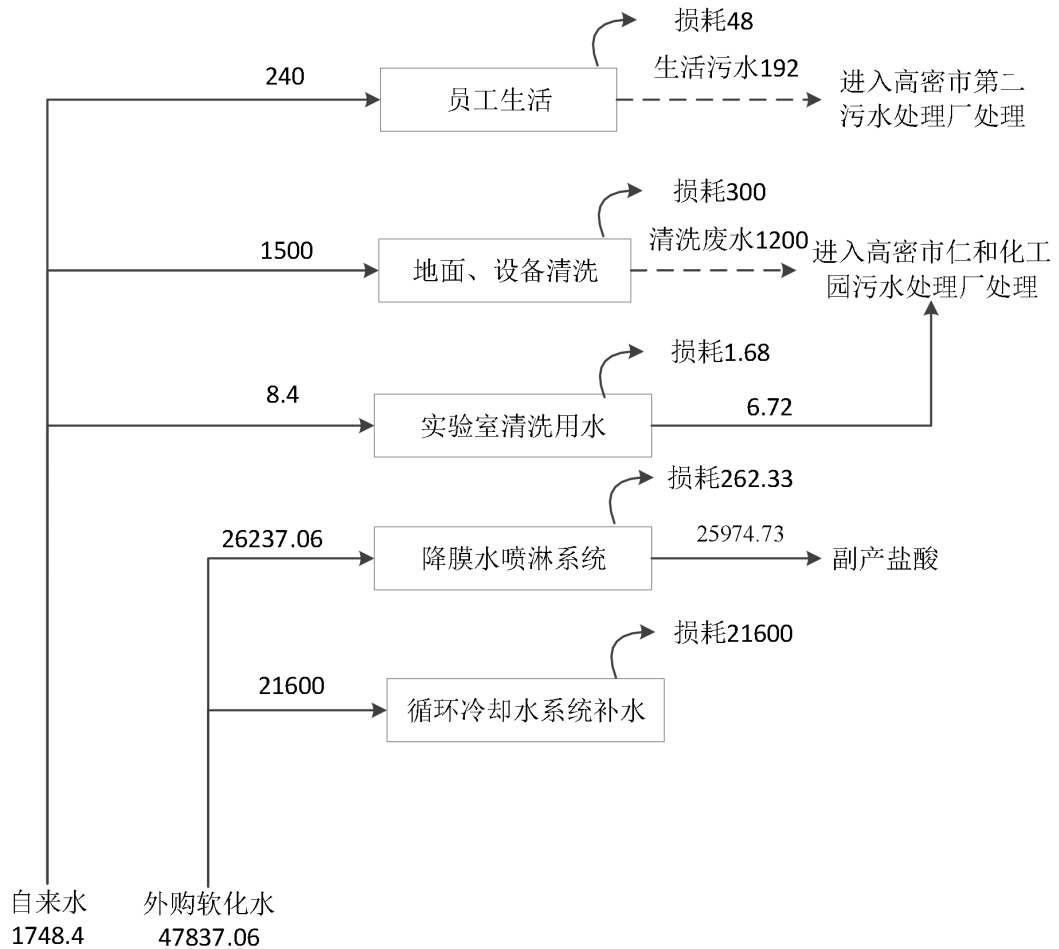 损耗48
240
生活污水192
员工生活
进入高密市第二
污水处理厂处理
损耗300
1500
清洗废水1200
地面、设备清洗
进入高密市仁和化工
园污水处理厂处理
损耗1.68
8.4
6.72
实验室清洗用水
损耗262.33
26237.06
25974.73
降膜水喷淋系统
副产盐酸
损耗21600
21600
循环冷却水系统补水
自来水
1748.4
外购软化水
47837.06